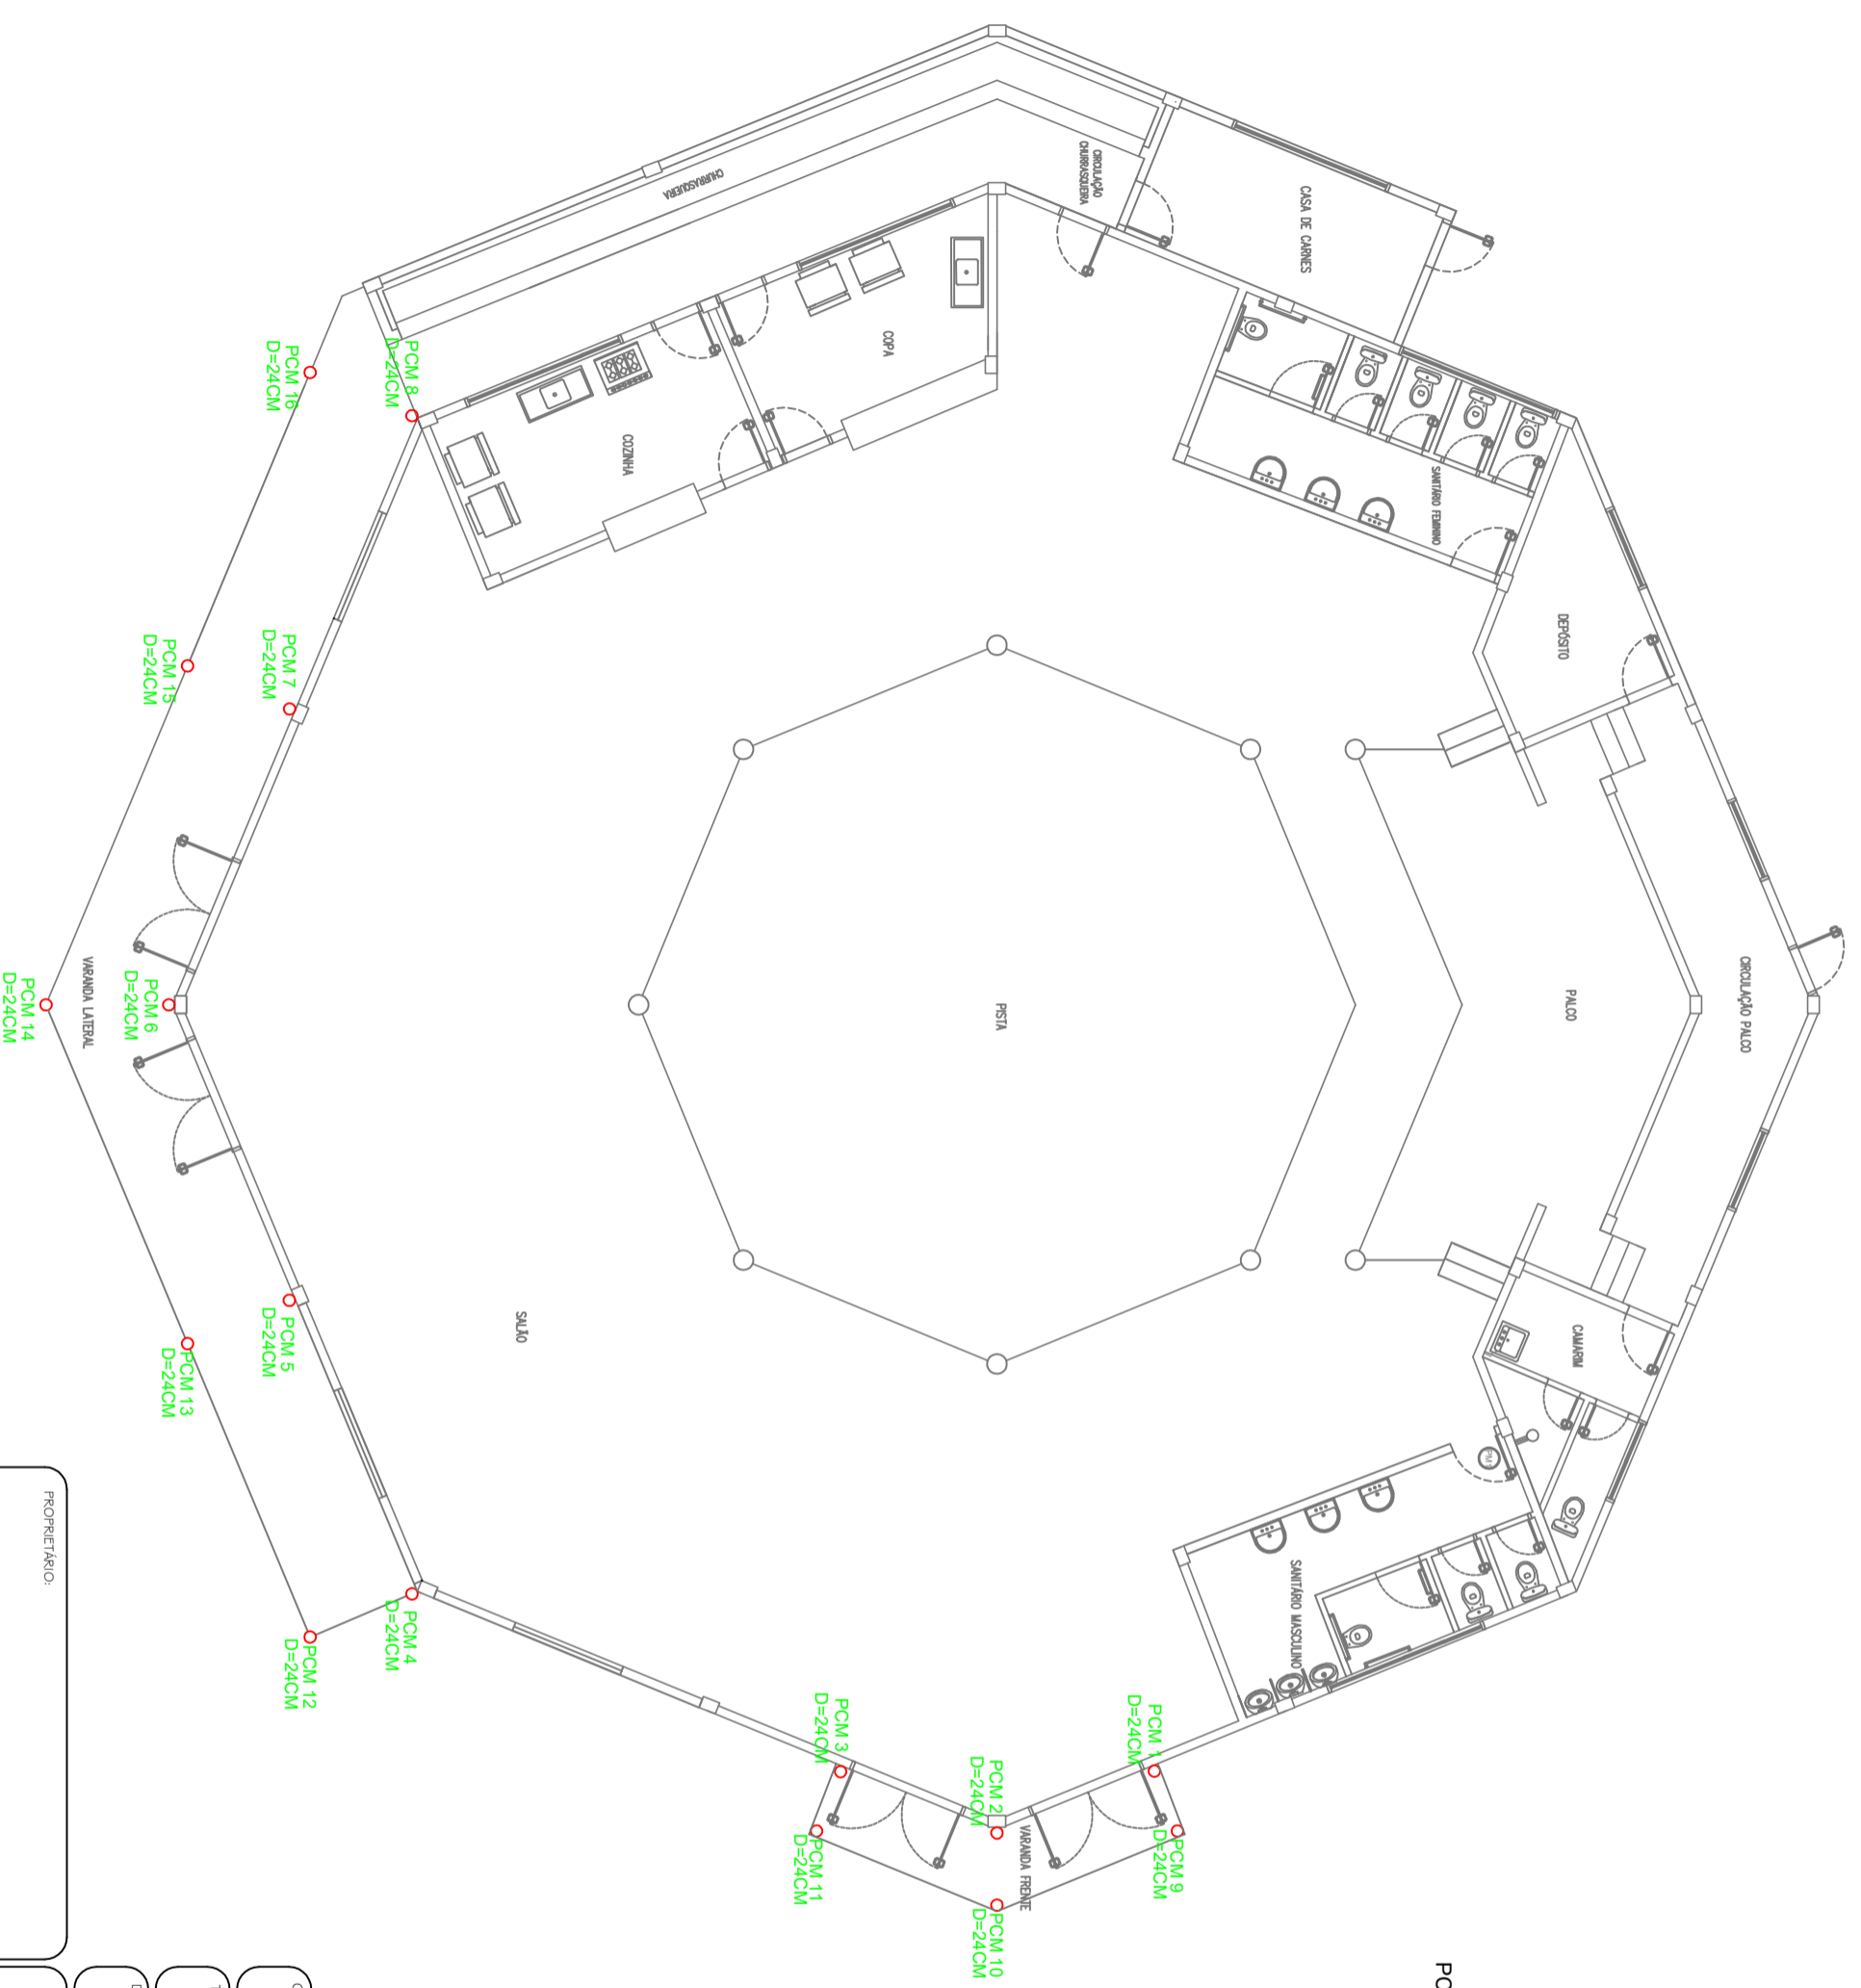 CASA DE CARNES
CIRCULAÇÃO
CHURRASQUEIRA
CHURRASQUEIRA
COPA
COZINHA
SANITÁRIO FEMININO
DEPÓSITO
CIRCULAÇÃO PALCO
PALCO
PISTA
SALÃO
CAMARIM
SANITÁRIO MASCULINO
VARANDA LATERAL
VARANDA FRENTE
PCM 16
D=24CM
PCM 8
D=24CM
PCM 15
D=24CM
PCM 7
D=24CM
PCM 14
D=24CM
PCM 6
D=24CM
PCM 5
D=24CM
PCM 13
D=24CM
PCM 4
D=24CM
PCM 12
D=24CM
PCM 3
D=24CM
PCM 11
D=24CM
PCM 2
D=24CM
PCM 10
D=24CM
PCM 1
D=24CM
PCM 9
D=24CM
PROPRIETÁRIO:
PC